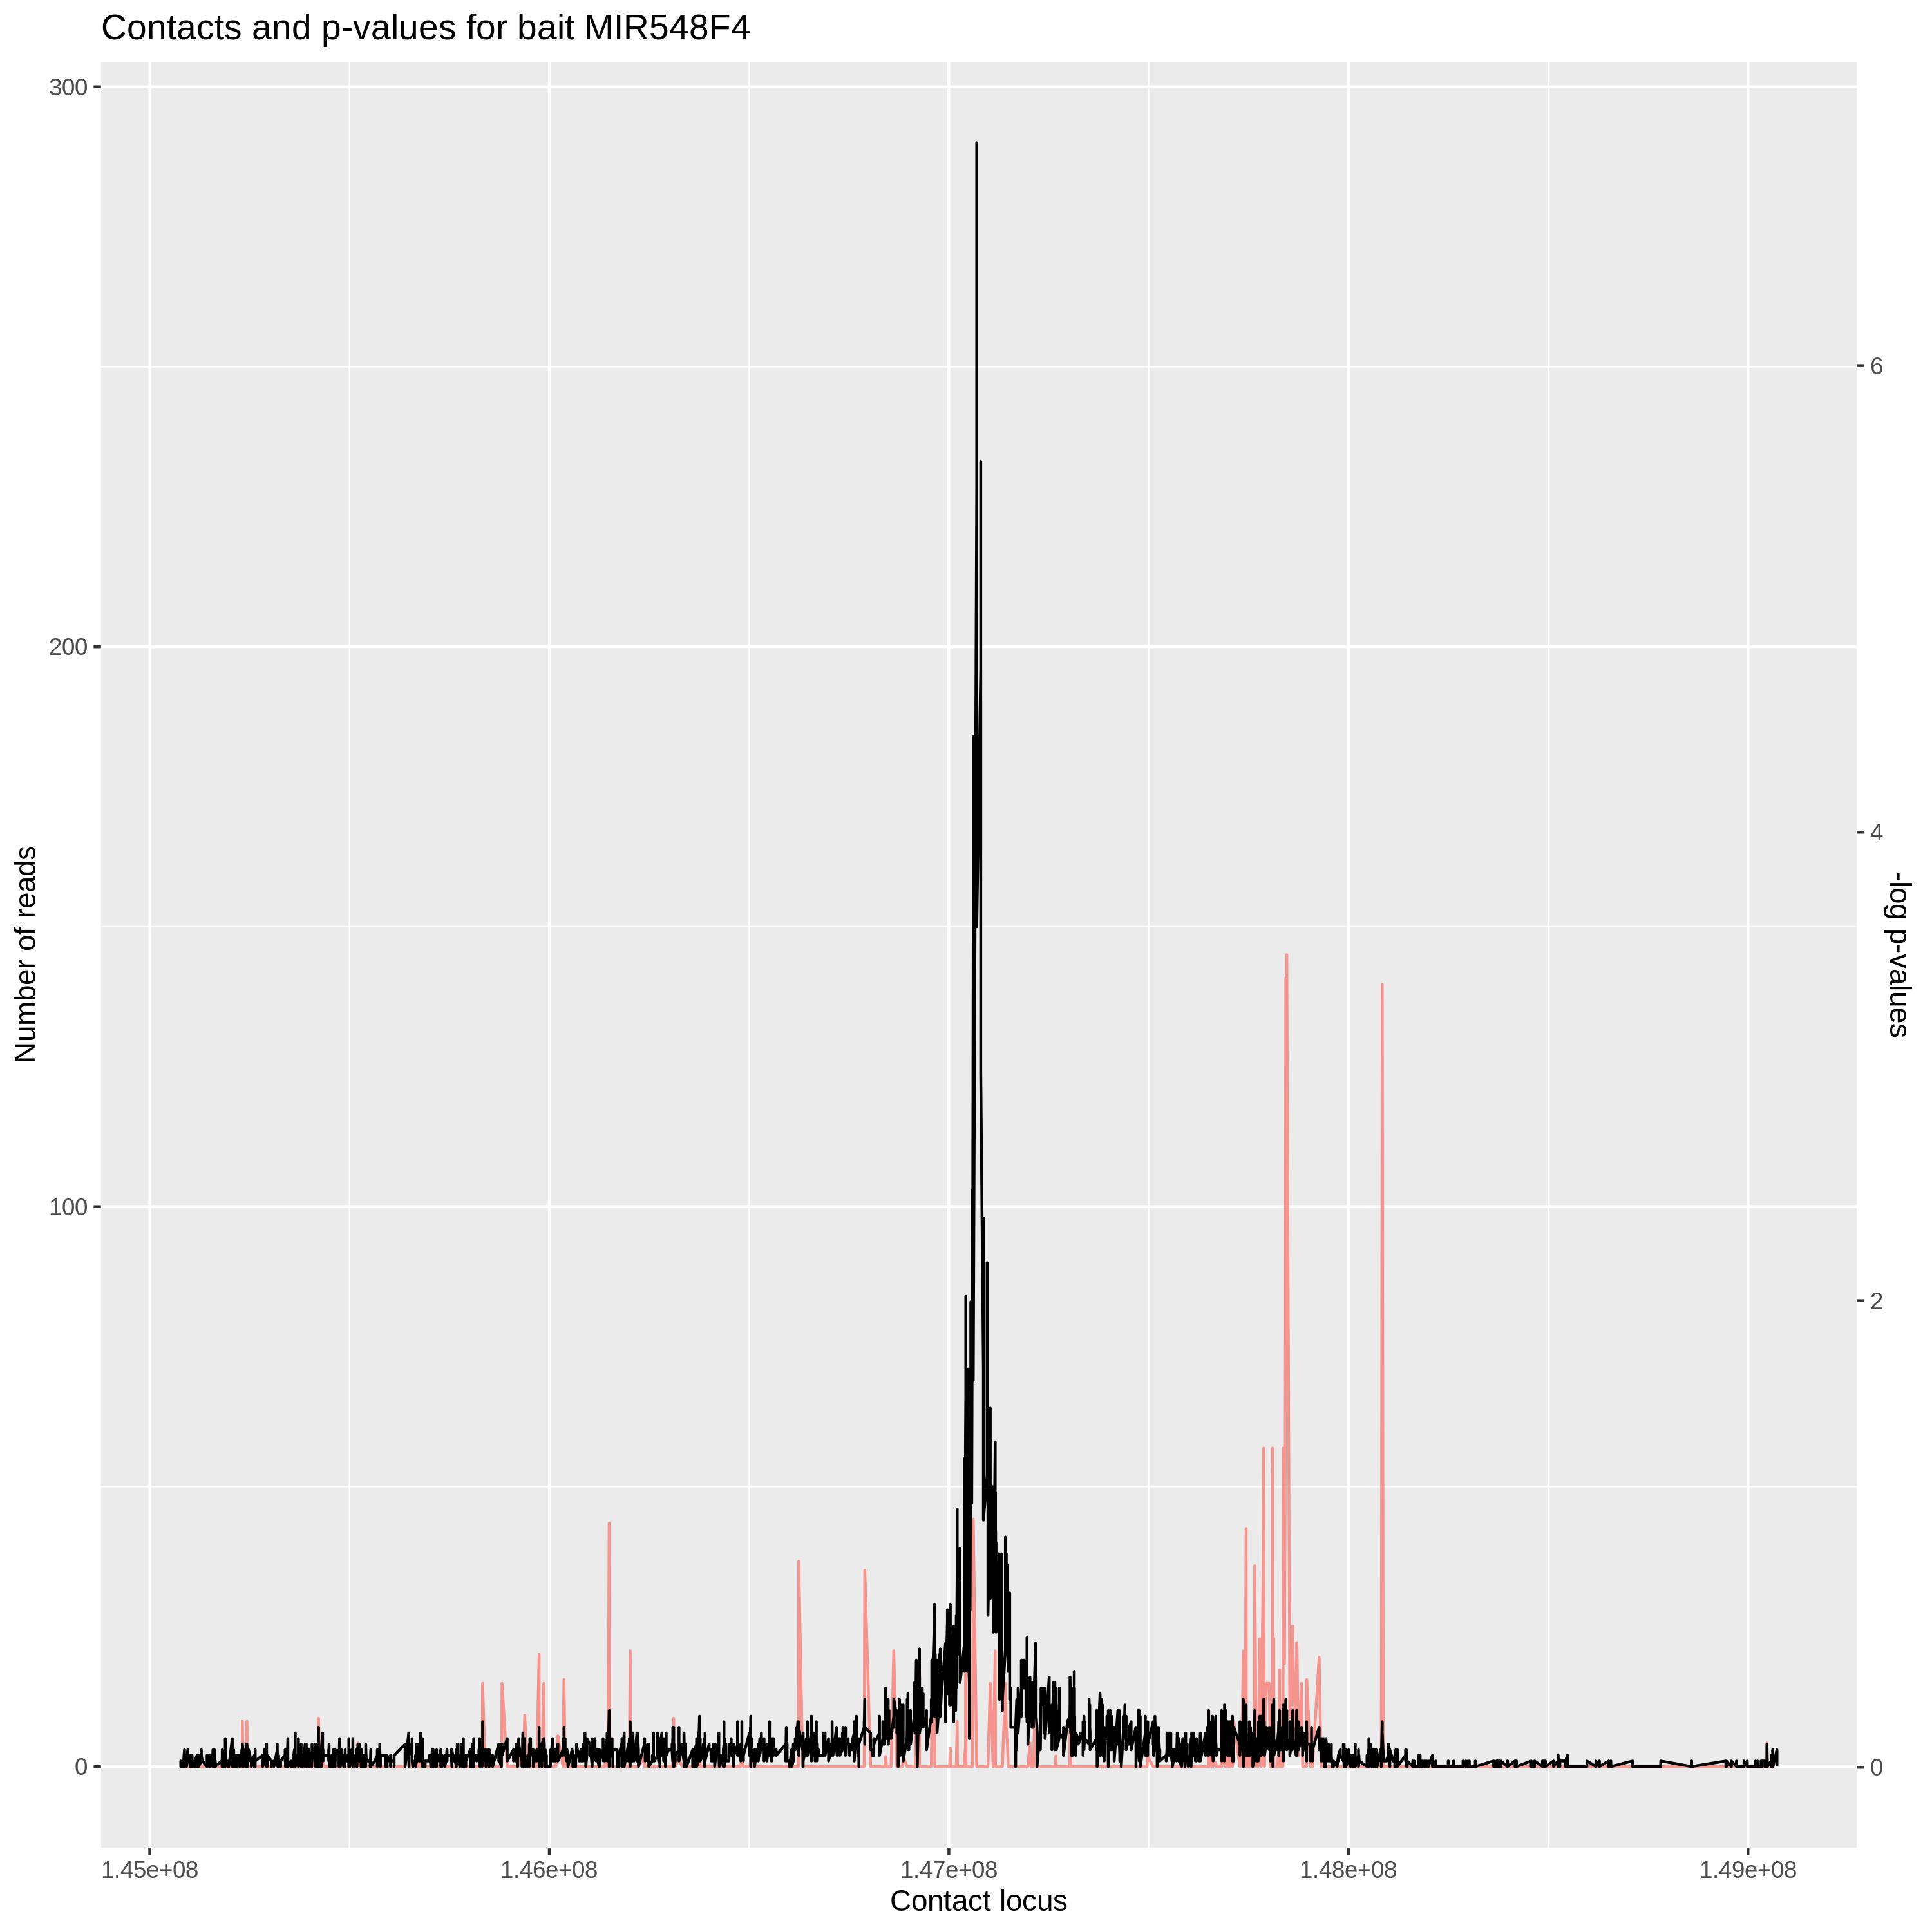 Contacts and p-values for bait MIR548F4
300
200
100
0
Number of reads
6
4
2
0
-log p-values
1.45e+08
1.46e+08
1.47e+08
1.48e+08
1.49e+08
Contact locus